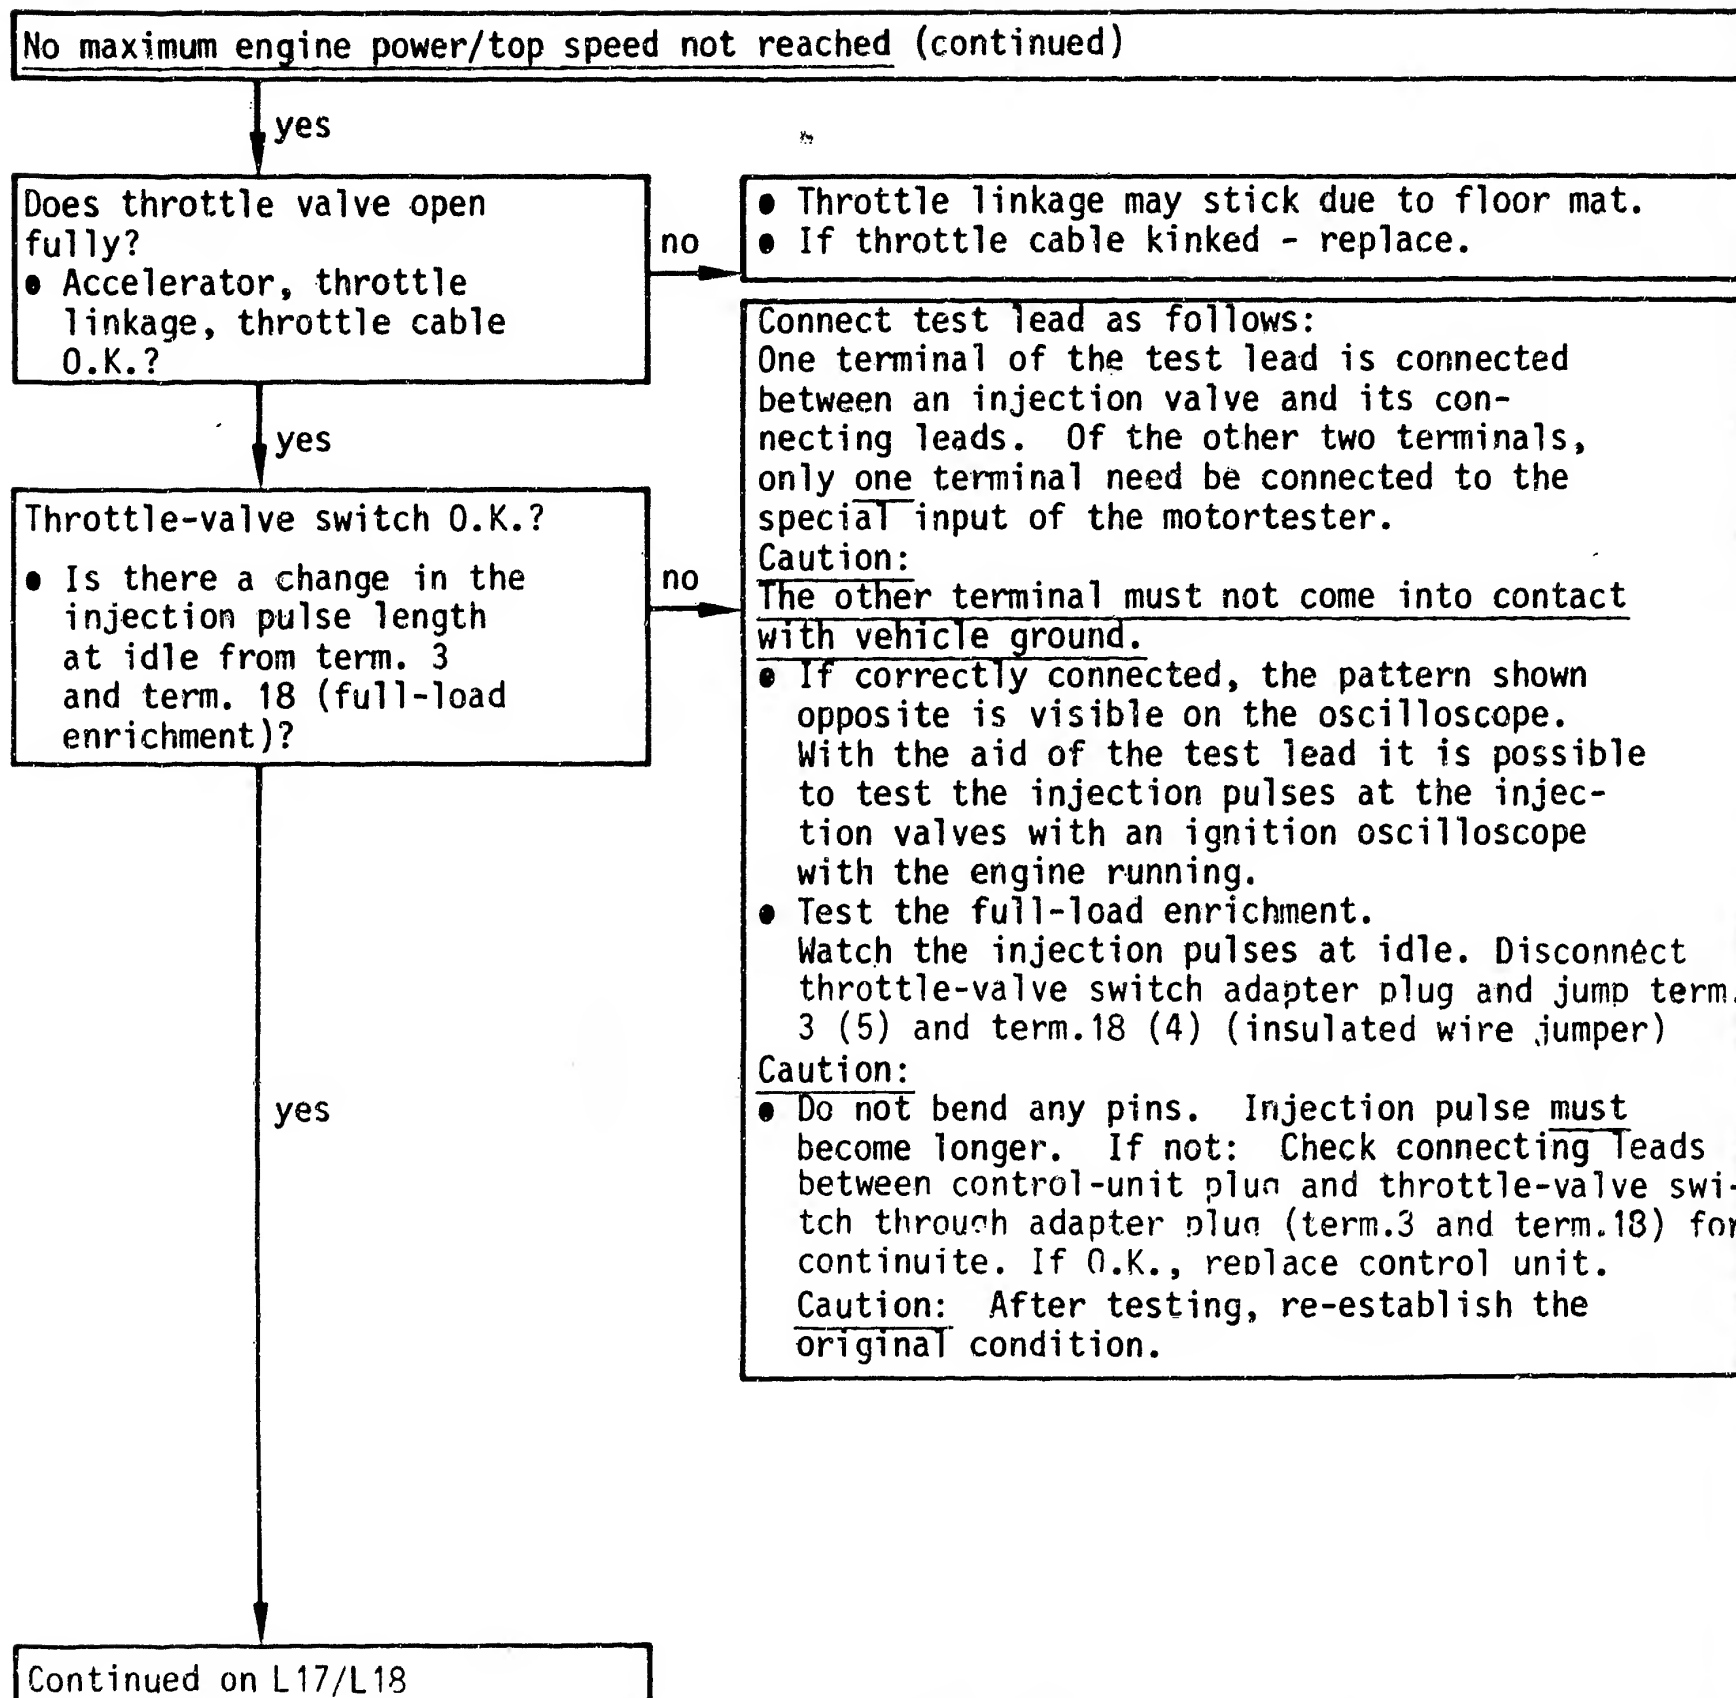 No maximum engine power/top speed not reached (continued)
yes
Does throttle valve open
fully?
● Accelerator, throttle
linkage, throttle cable
O.K.?
no
● Throttle linkage may stick due to floor mat.
● If throttle cable kinked - replace.
yes
Throttle-valve switch O.K.?
● Is there a change in the
injection pulse length
at idle from term. 3
and term. 18 (full-load
enrichment)?
no
Connect test lead as follows:
One terminal of the test lead is connected
between an injection valve and its con-
necting leads. Of the other two terminals,
only one terminal need be connected to the
special input of the motortester.
Caution:
The other terminal must not come into contact
with vehicle ground.
● If correctly connected, the pattern shown
opposite is visible on the oscilloscope.
With the aid of the test lead it is possible
to test the injection pulses at the injec-
tion valves with an ignition oscilloscope
with the engine running.
● Test the full-load enrichment.
Watch the injection pulses at idle. Disconnect
throttle-valve switch adapter plug and jump term.
3 (5) and term.18 (4) (insulated wire jumper)
Caution:
● Do not bend any pins. Injection pulse must
become longer. If not: Check connecting leads
between control-unit plug and throttle-valve swi-
tch through adapter plug (term.3 and term.18) for
continuite. If O.K., replace control unit.
Caution: After testing, re-establish the
original condition.
yes
Continued on L17/L18